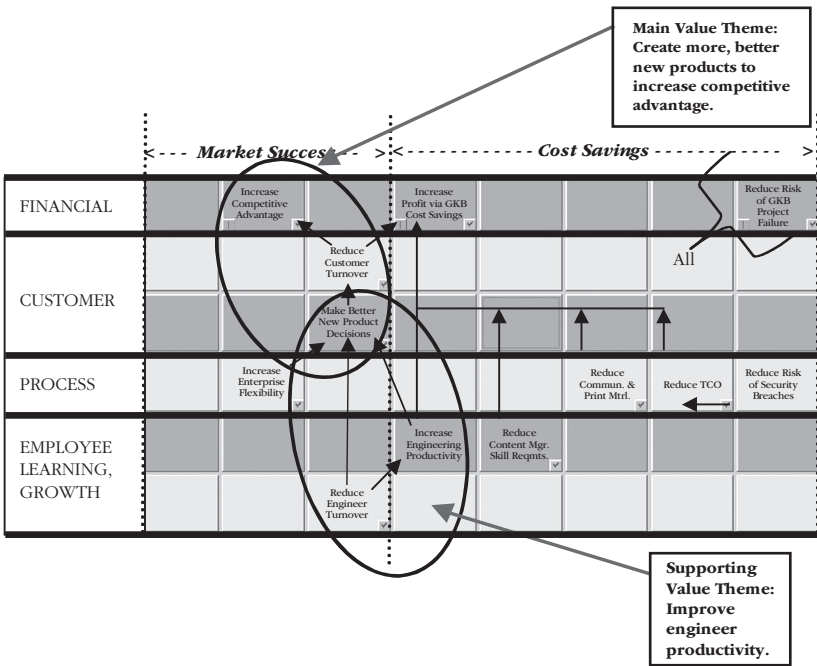 Main Value Theme:
Create more, better
new products to
increase competitive
advantage.
Market Succes
Cost Savings
FINANCIAL
Increase
Competitive
Advantage
Increase
Profit via GKB
Cost Savings
Reduce Risk
of GKB
Project
Failure
All
CUSTOMER
Reduce
Customer
Turnover
Make Better
New Product
Decisions
PROCESS
Increase
Enterprise
Flexibility
Reduce
Commun. &
Print Mtrl.
Reduce TCO
Reduce Risk
of Security
Breaches
EMPLOYEE
LEARNING,
GROWTH
Increase
Engineering
Productivity
Reduce
Content Mgr.
Skill Reqmts.
Reduce
Engineer
Turnover
Supporting
Value Theme:
Improve
engineer
productivity.